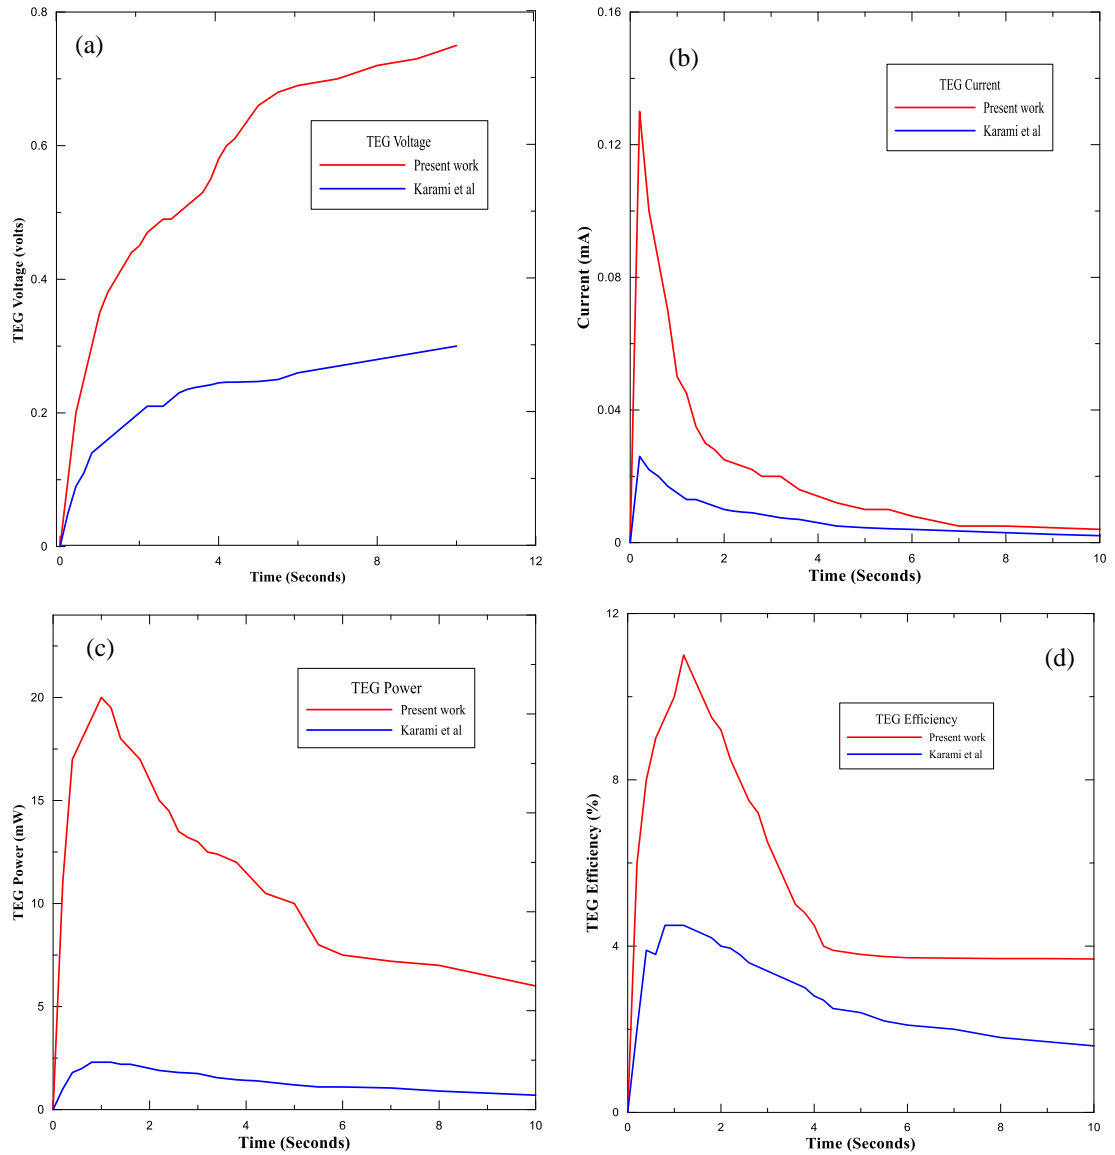 (a)
TEG Voltage
Present work
Karami et al
TEG Voltage (volts)
0.8
0.6
0.4
0.2
0
0
4
8
12
Time (Seconds)
(b)
TEG Current
Present work
Karami et al
Current (mA)
0.16
0.12
0.08
0.04
0
0
2
4
6
8
10
Time (Seconds)
(c)
TEG Power
Present work
Karami et al
TEG Power (mW)
20
15
10
5
0
0
2
4
6
8
10
Time (Seconds)
(d)
TEG Efficiency
Present work
Karami et al
TEG Efficiency (%)
12
8
4
0
0
2
4
6
8
10
Time (Seconds)